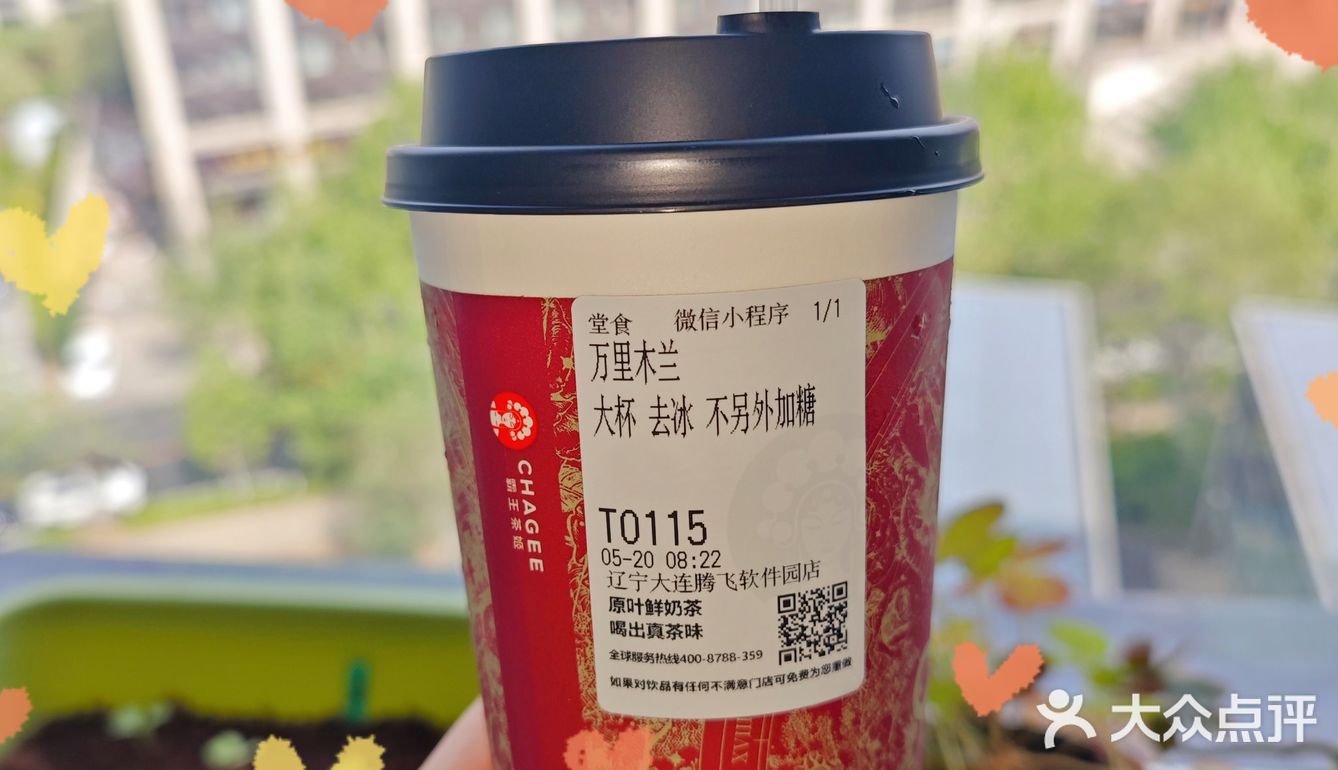 堂食 微信小程序 1/1
万里木兰
大杯 去冰 不另外加糖
T0115
05-20 08:22
辽宁大连腾飞软件园店
原叶鲜奶茶
喝出真茶味
全球服务热线400-8788-359
如果对饮品有任何不满意门店可免费为您重做
CHAGEE
霸王茶姬
XVIII
大众点评